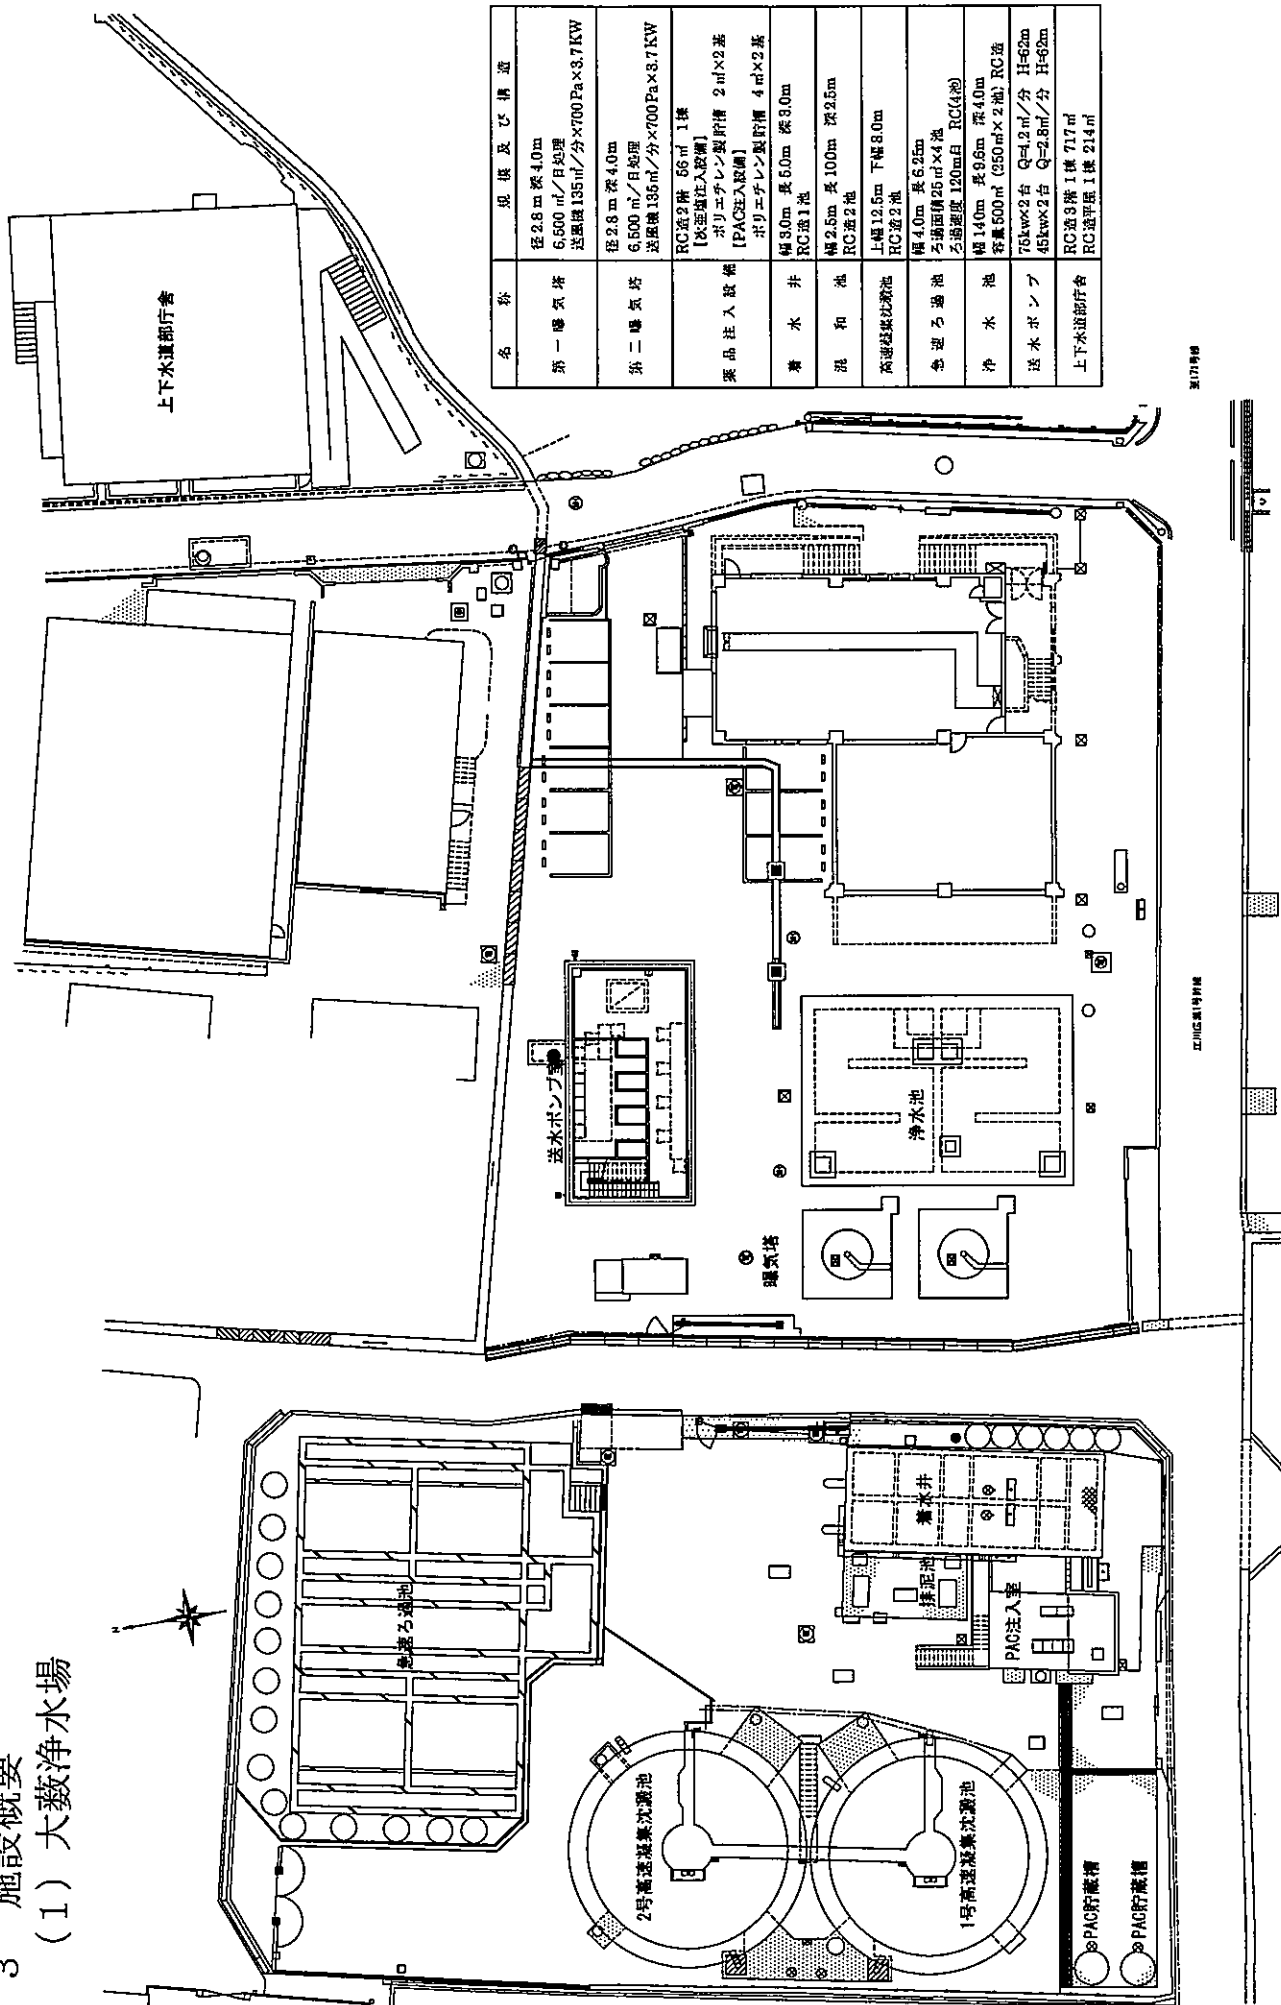 3 施設概要
(1) 大薮浄水場
名称 規模及び構造
第一曝気塔 径2.8m 深4.0m
6,500㎥/日処理
送風機135㎥/分×700Pa×3.7KW
第二曝気塔 径2.8m 深4.0m
6,500㎥/日処理
送風機135㎥/分×700Pa×3.7KW
薬品注入設備 RC造2階 56㎡ 1棟
[次亜塩注入設備]
ポリエチレン製貯槽 2㎥×2基
[PAC注入設備]
ポリエチレン製貯槽 4㎥×2基
着水井 幅3.0m 長5.0m 深3.0m
RC造1池
混和池 幅2.5m 長10.0m 深2.5m
RC造2池
高速凝集沈澱池 上幅12.5m 下幅8.0m
RC造2池
急速ろ過池 幅4.0m 長6.25m
ろ過面積25㎡×4池
ろ過速度120m/日 RC(4池)
浄水池 幅14.0m 長9.6m 深4.0m
容量500㎥ (250㎥×2池) RC造
送水ポンプ 75kw×2台 Q=4.2㎥/分 H=62m
45kw×2台 Q=2.8㎥/分 H=62m
上下水道部庁舎 RC造3階1棟 717㎡
RC造平屋1棟 214㎡
上下水道部庁舎
送水ポンプ室
浄水池
曝気塔
急速ろ過池
着水井
排泥池
PAC注入室
2号高速凝集沈澱池
1号高速凝集沈澱池
PAC貯蔵槽
PAC貯蔵槽
N
至171号線